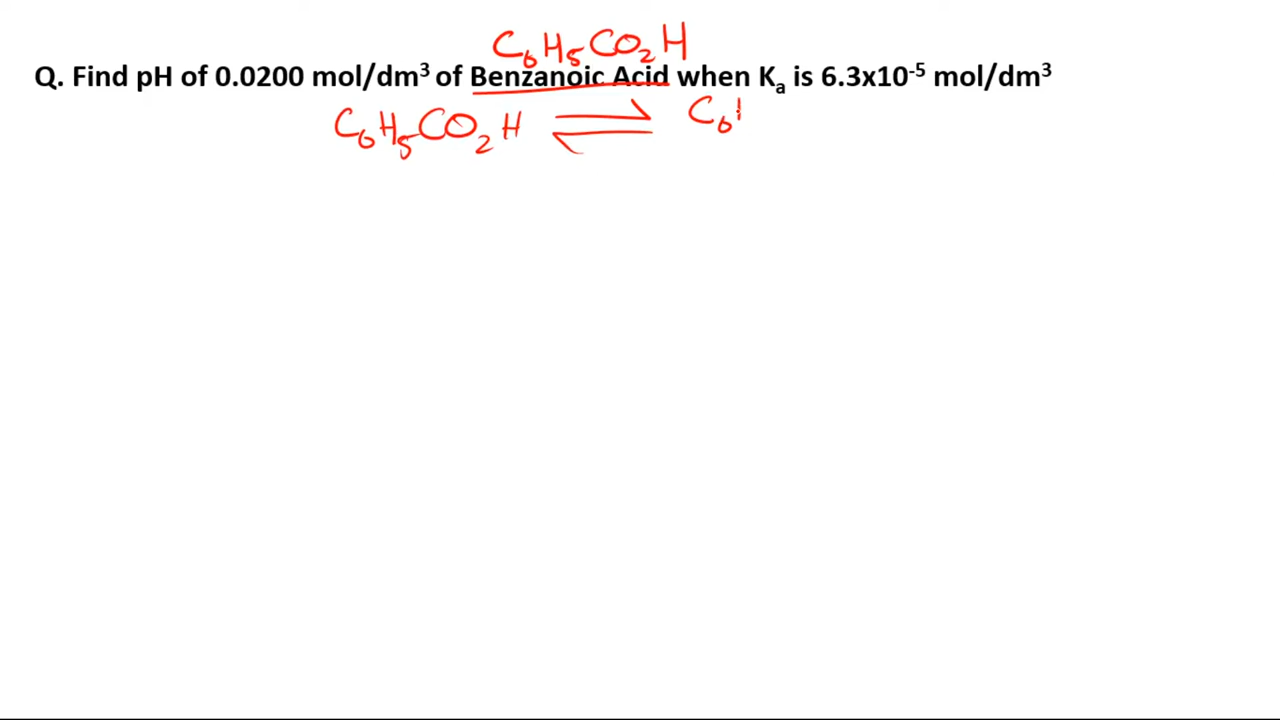 C₆H₅CO₂H
Q. Find pH of 0.0200 mol/dm³ of Benzanoic Acid when Kₐ is 6.3x10⁻⁵ mol/dm³
C₆H₅CO₂H ⇌ C₆